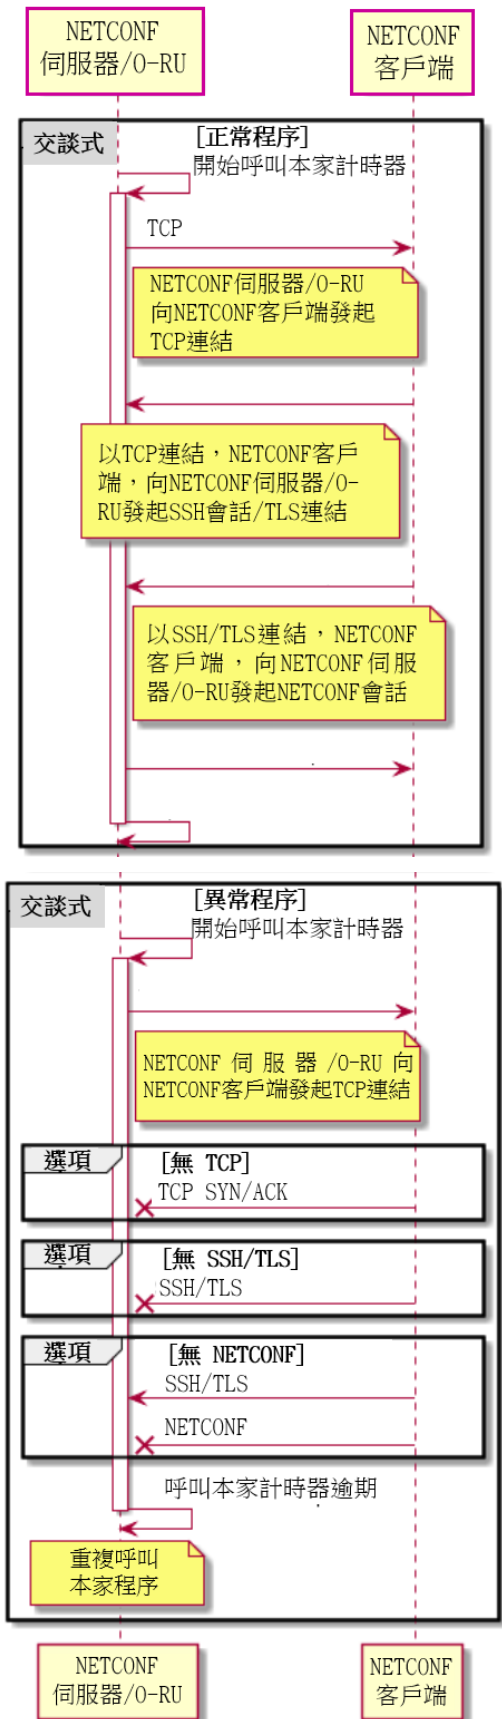 NETCONF
伺服器/O-RU
NETCONF
客戶端
交談式
[正常程序]
開始呼叫本家計時器
TCP
NETCONF伺服器/O-RU
向NETCONF客戶端發起
TCP連結
以TCP連結，NETCONF客戶
端，向NETCONF伺服器/O-
RU發起SSH會話/TLS連結
以SSH/TLS連結，NETCONF
客戶端，向NETCONF伺服
器/O-RU發起NETCONF會話
交談式
[異常程序]
開始呼叫本家計時器
NETCONF 伺 服 器 /O-RU 向
NETCONF客戶端發起TCP連結
選項
[無 TCP]
TCP SYN/ACK
選項
[無 SSH/TLS]
SSH/TLS
選項
[無 NETCONF]
SSH/TLS
NETCONF
呼叫本家計時器逾期
重複呼叫
本家程序
NETCONF
伺服器/O-RU
NETCONF
客戶端